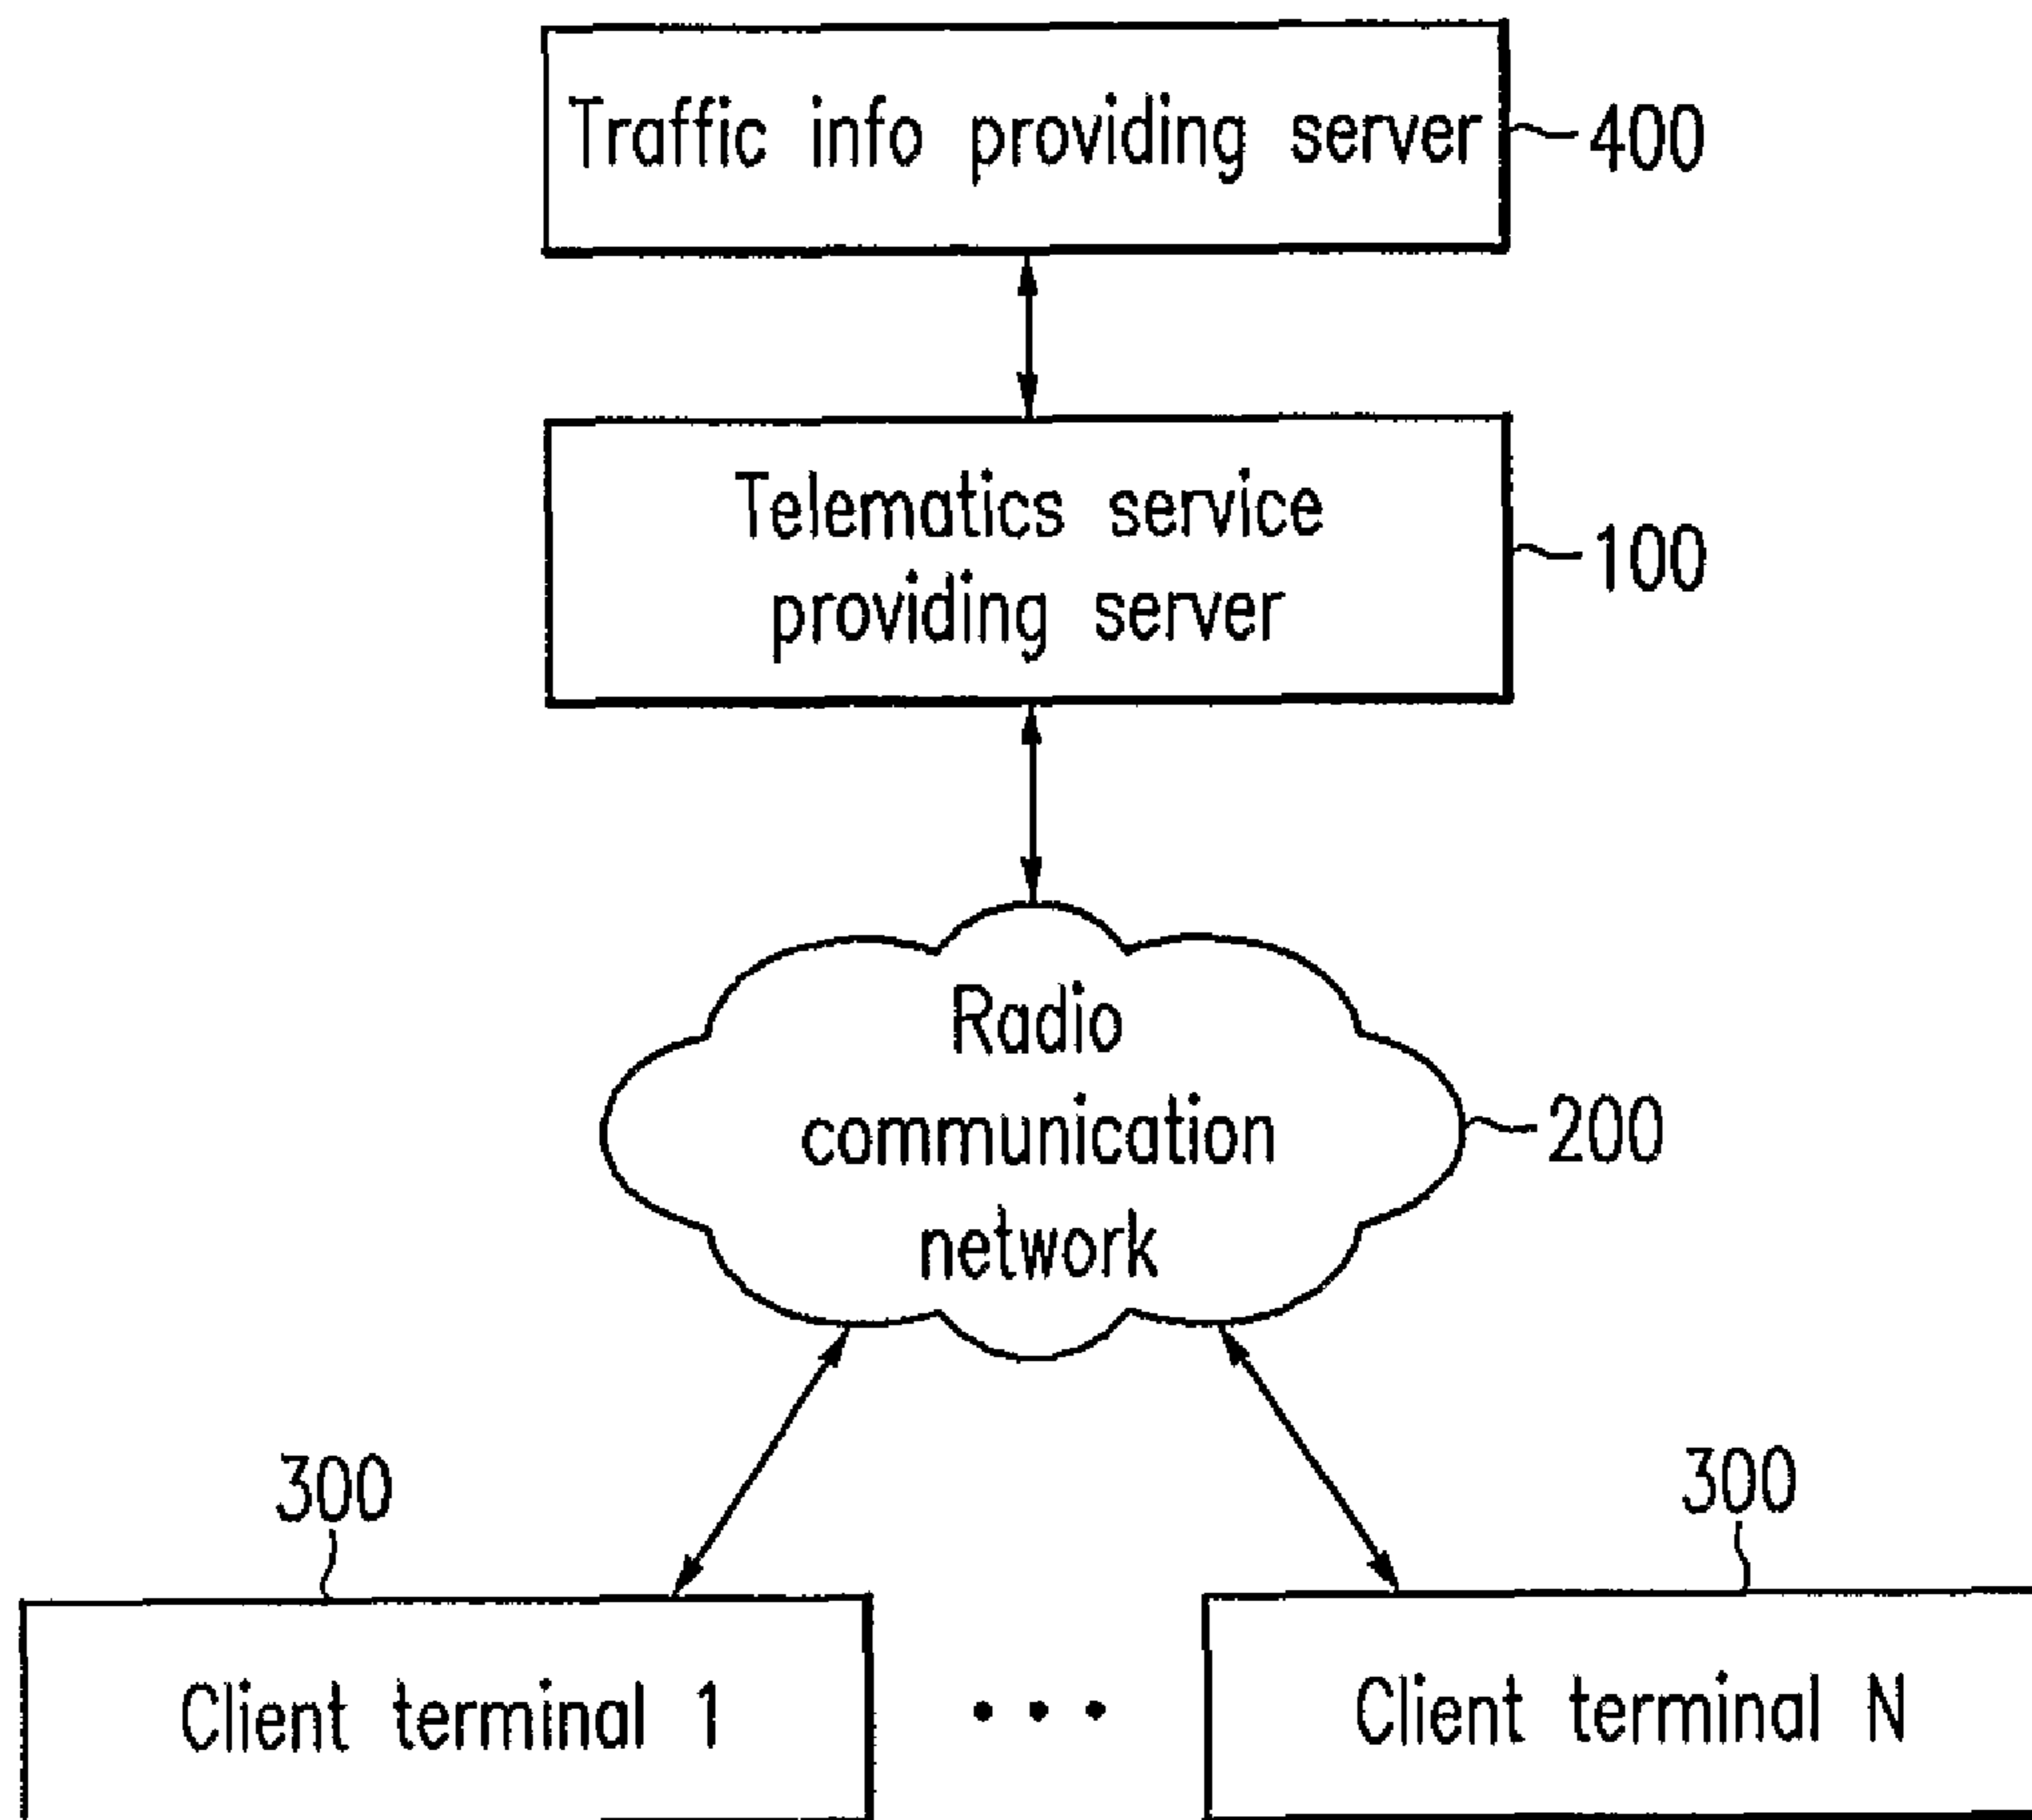 Traffic info providing server
400
Telematics service
providing server
100
Radio
communication
network
200
300
300
Client terminal 1
Client terminal N